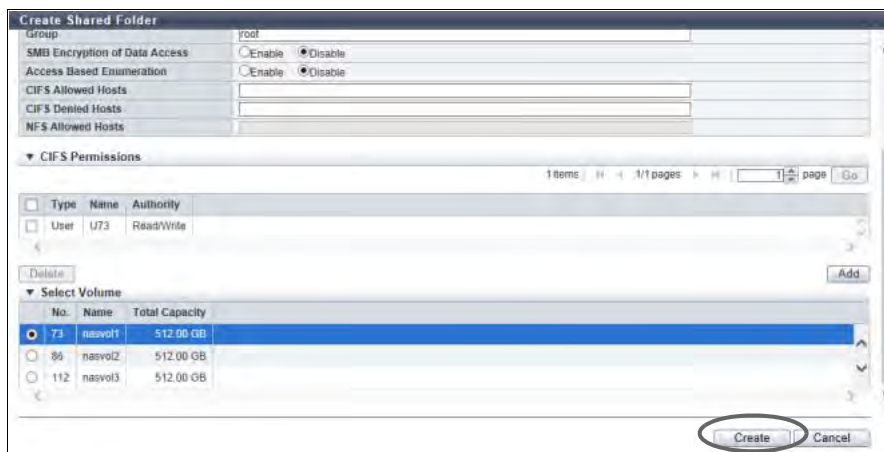 Create Shared Folder
Group root
SMB Encryption of Data Access Enable Disable
Access Based Enumeration Enable Disable
CIFS Allowed Hosts
CIFS Denied Hosts
NFS Allowed Hosts
CIFS Permissions
1 items 1/1 pages 1 page Go
Type Name Authority
User U73 Read/Write
Delete Add
Select Volume
No. Name Total Capacity
73 nasvol1 512.00 GB
86 nasvol2 512.00 GB
112 nasvol3 512.00 GB
Create Cancel